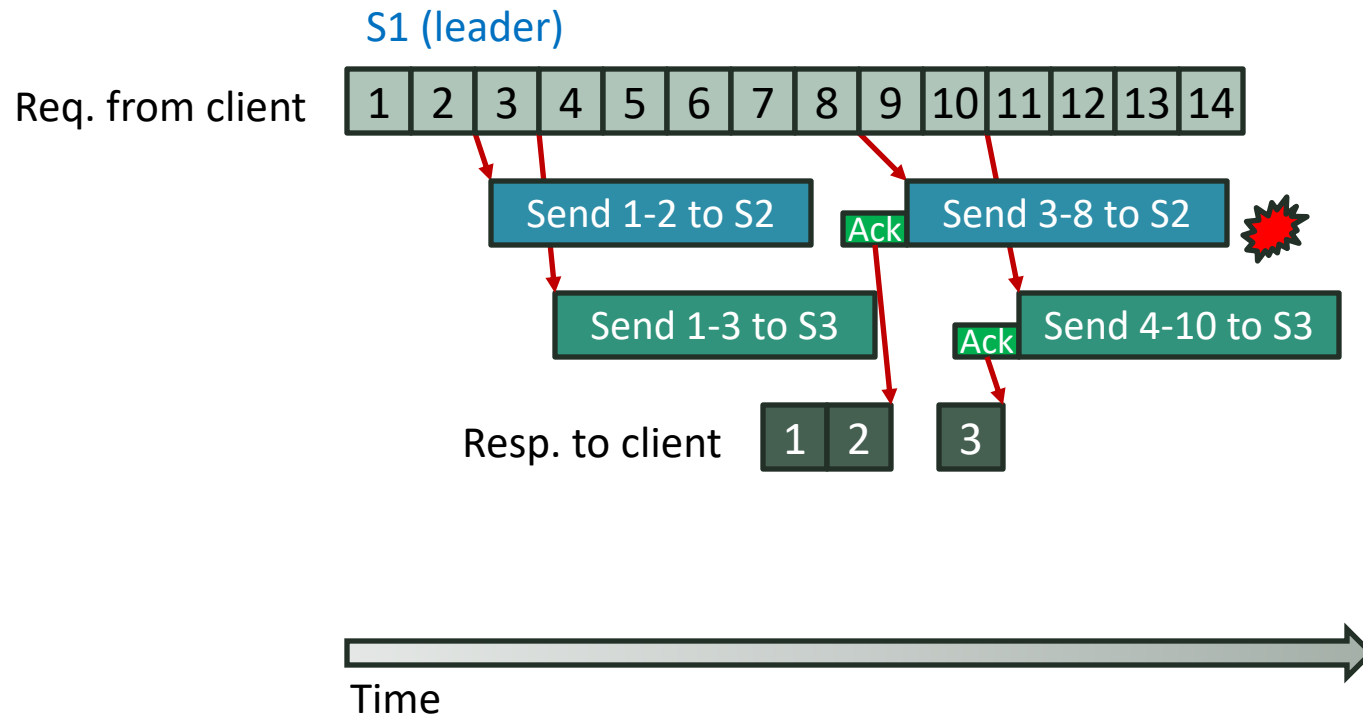 S1 (leader)
Req. from client 1 2 3 4 5 6 7 8 9 10 11 12 13 14
Send 1-2 to S2
Ack
Send 3-8 to S2
Send 1-3 to S3
Ack
Send 4-10 to S3
Resp. to client 1 2 3
Time